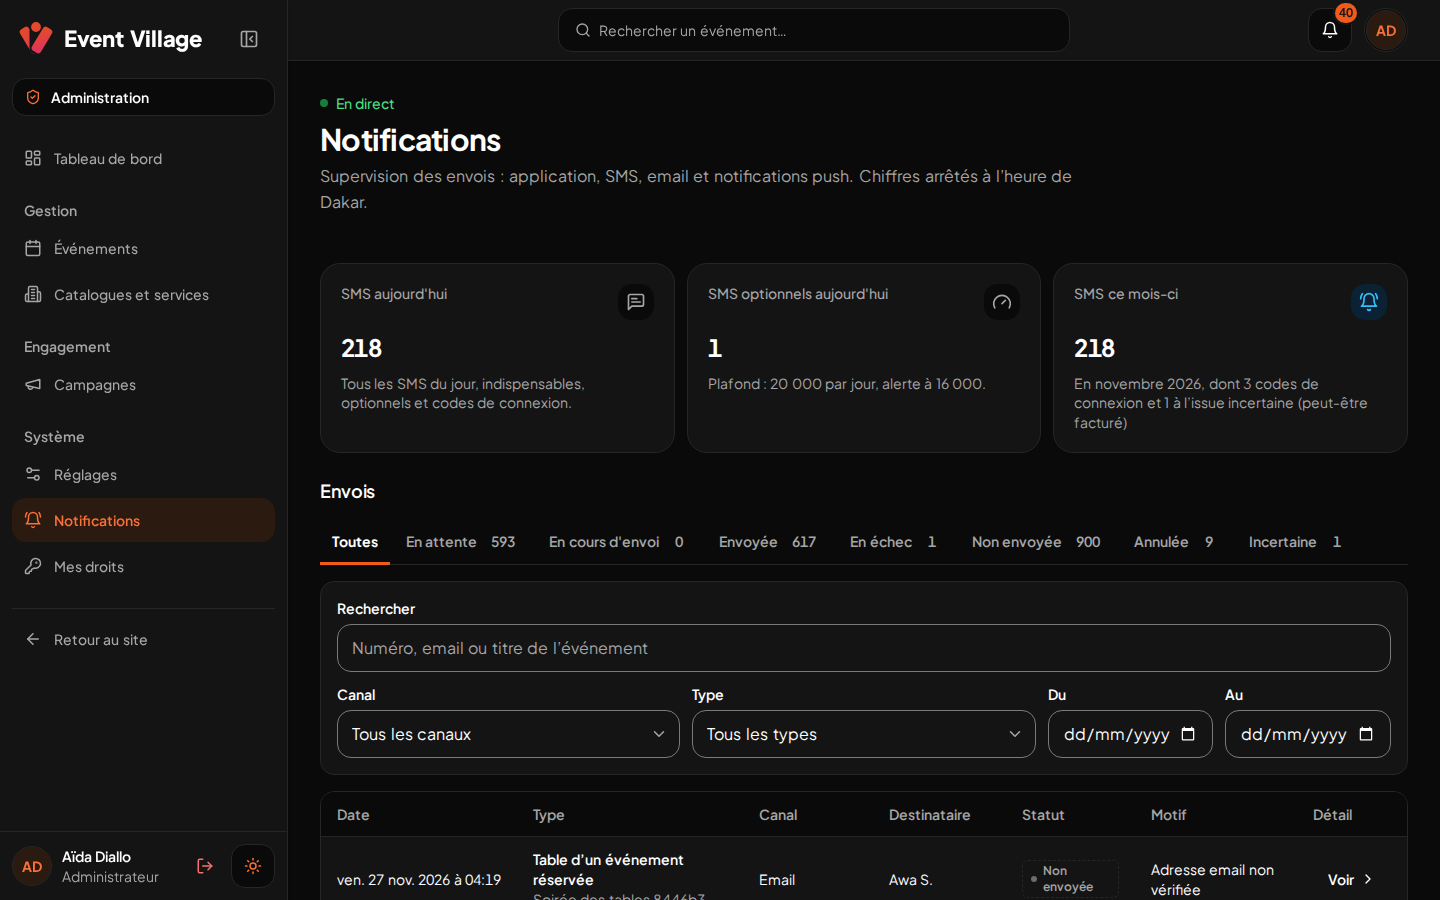 Event Village
Rechercher un événement…
40
AD
Administration
Tableau de bord
Gestion
Événements
Catalogues et services
Engagement
Campagnes
Système
Réglages
Notifications
Mes droits
Retour au site
AD
Aïda Diallo
Administrateur
En direct
Notifications
Supervision des envois : application, SMS, email et notifications push. Chiffres arrêtés à l’heure de
Dakar.
SMS aujourd'hui
218
Tous les SMS du jour, indispensables,
optionnels et codes de connexion.
SMS optionnels aujourd'hui
1
Plafond : 20 000 par jour, alerte à 16 000.
SMS ce mois-ci
218
En novembre 2026, dont 3 codes de
connexion et 1 à l’issue incertaine (peut-être
facturé)
Envois
Toutes En attente 593 En cours d'envoi 0 Envoyée 617 En échec 1 Non envoyée 900 Annulée 9 Incertaine 1
Rechercher
Numéro, email ou titre de l’événement
Canal Type Du Au
Tous les canaux Tous les types dd/mm/yyyy dd/mm/yyyy
Date Type Canal Destinataire Statut Motif Détail
ven. 27 nov. 2026 à 04:19
Table d’un événement
réservée
Soirée des tables 8446b3
Email
Awa S.
Non
envoyée
Adresse email non
vérifiée
Voir